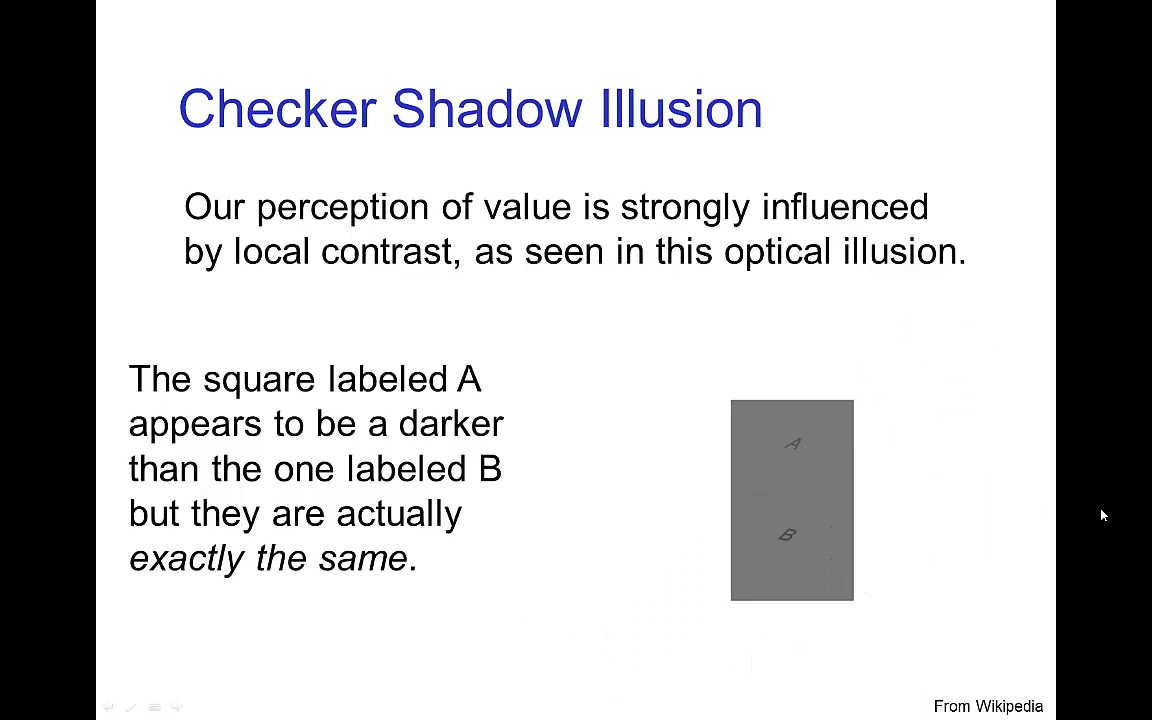 Checker Shadow Illusion
Our perception of value is strongly influenced
by local contrast, as seen in this optical illusion.
The square labeled A
appears to be a darker
than the one labeled B
but they are actually
exactly the same.
A
B
From Wikipedia